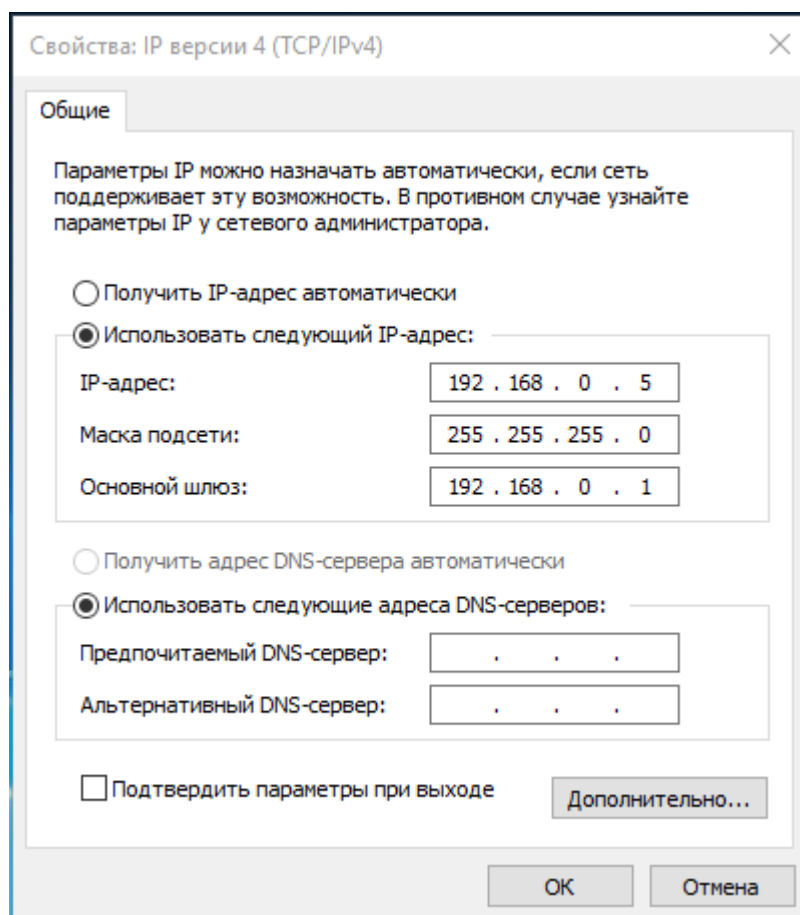 Свойства: IP версии 4 (TCP/IPv4)
Общие
Параметры IP можно назначать автоматически, если сеть
поддерживает эту возможность. В противном случае узнайте
параметры IP у сетевого администратора.
Получить IP-адрес автоматически
Использовать следующий IP-адрес:
IP-адрес: 192 . 168 . 0 . 5
Маска подсети: 255 . 255 . 255 . 0
Основной шлюз: 192 . 168 . 0 . 1
Получить адрес DNS-сервера автоматически
Использовать следующие адреса DNS-серверов:
Предпочитаемый DNS-сервер: . . .
Альтернативный DNS-сервер: . . .
Подтвердить параметры при выходе
Дополнительно...
ОК
Отмена